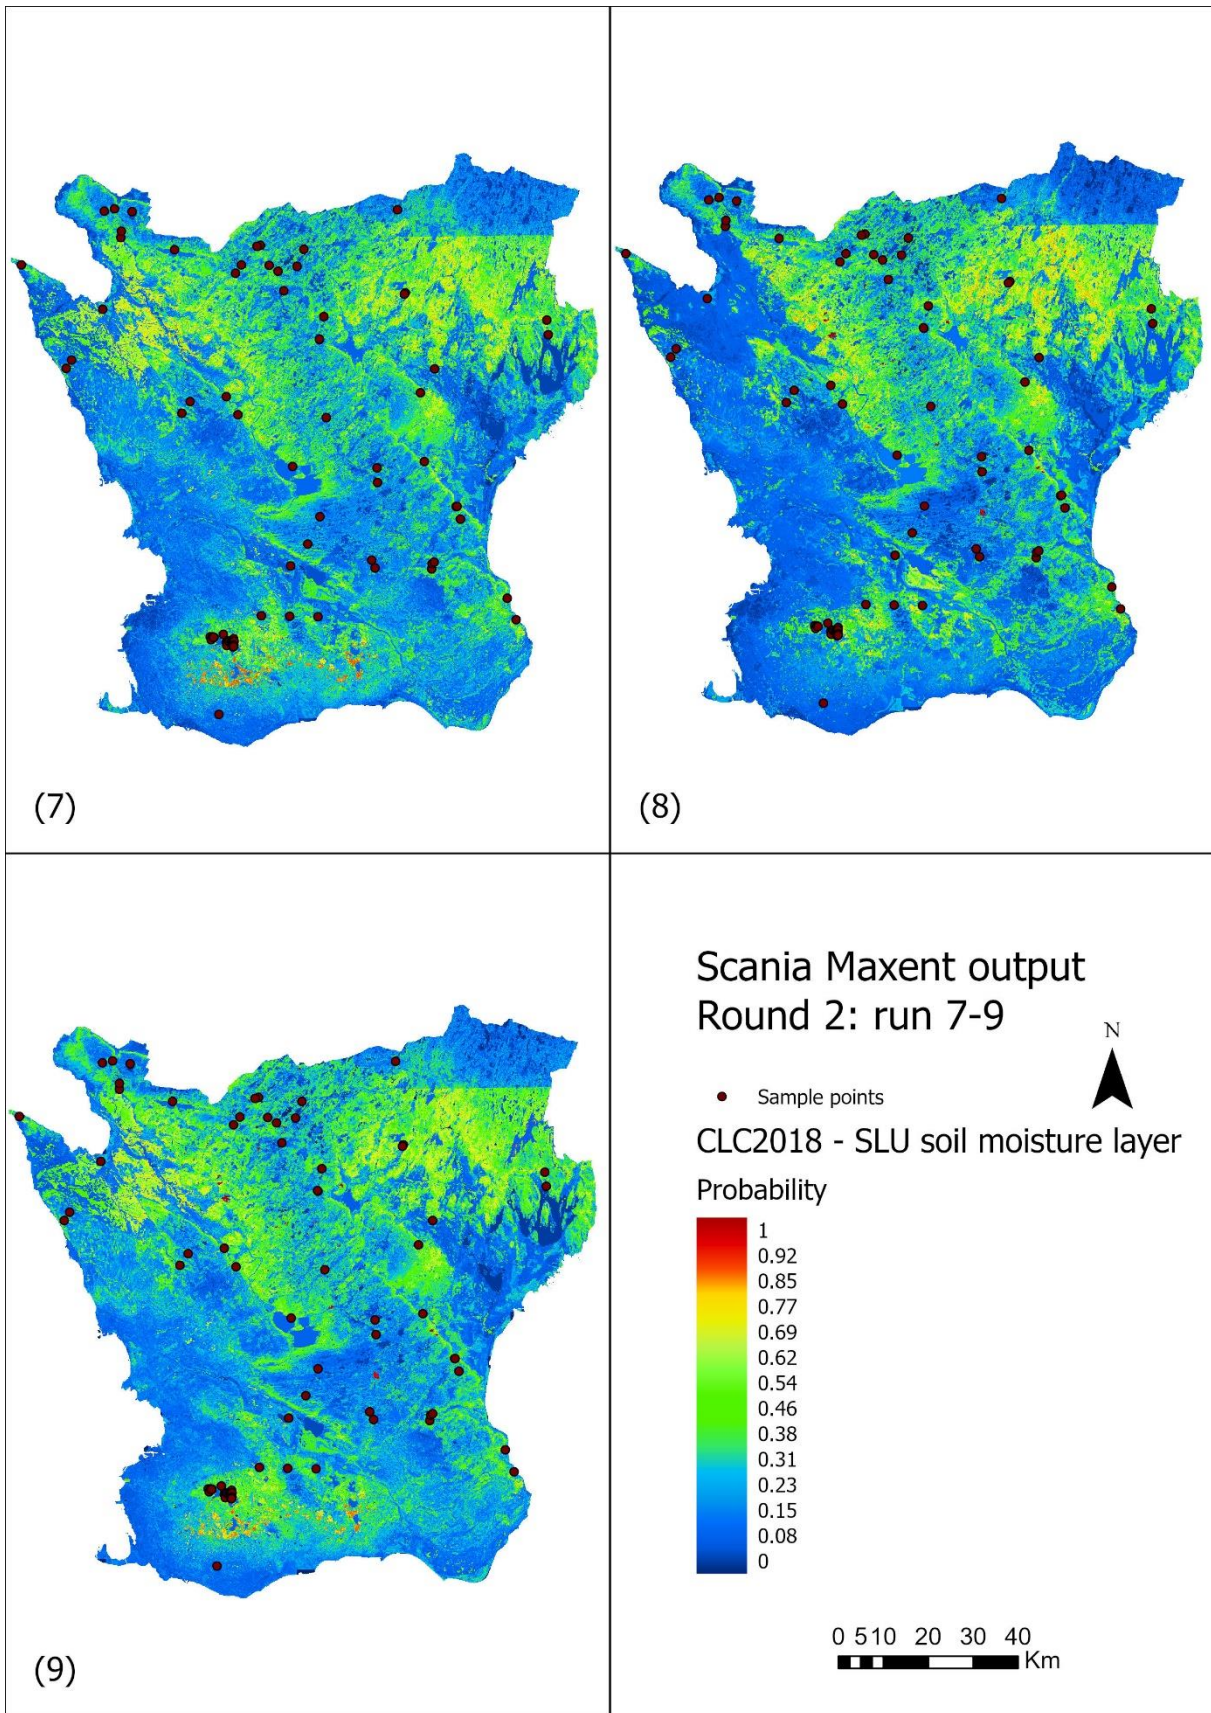 (7)
(8)
(9)
Scania Maxent output
Round 2: run 7-9
N
Sample points
CLC2018 - SLU soil moisture layer
Probability
1
0.92
0.85
0.77
0.69
0.62
0.54
0.46
0.38
0.31
0.23
0.15
0.08
0
0 5 10 20 30 40
Km